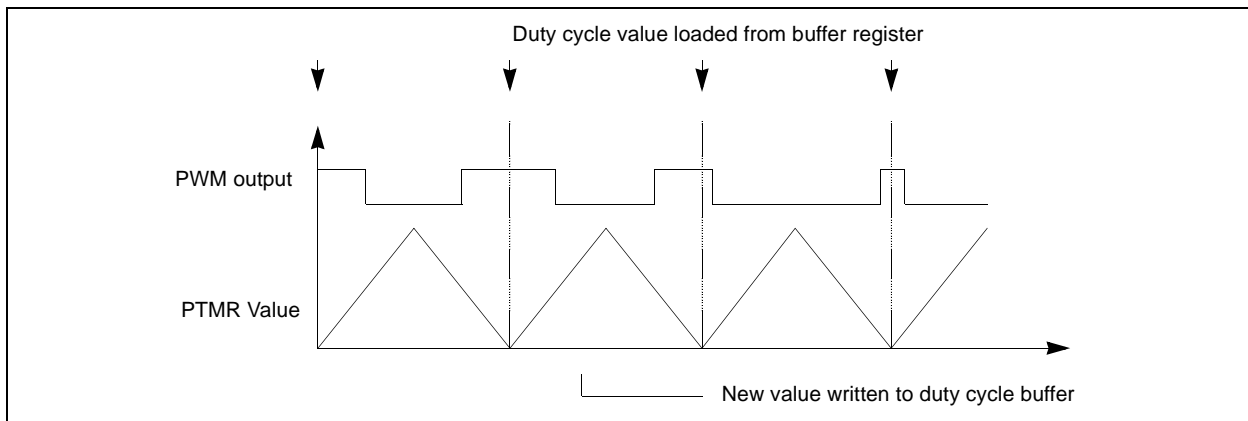 Duty cycle value loaded from buffer register
PWM output
PTMR Value
New value written to duty cycle buffer